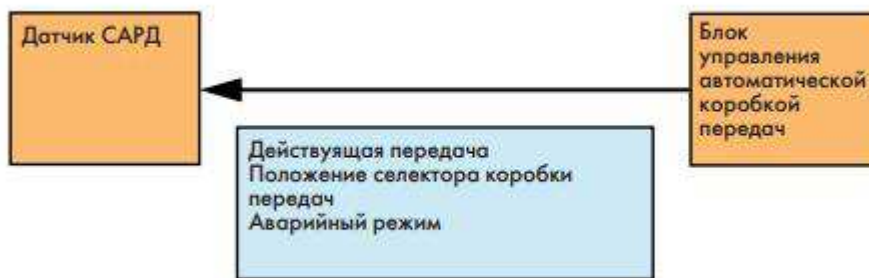 Датчик САРД
Блок
управления
автоматической
коробкой
передач
Действуящая передача
Положение селектора коробки
передач
Аварийный режим